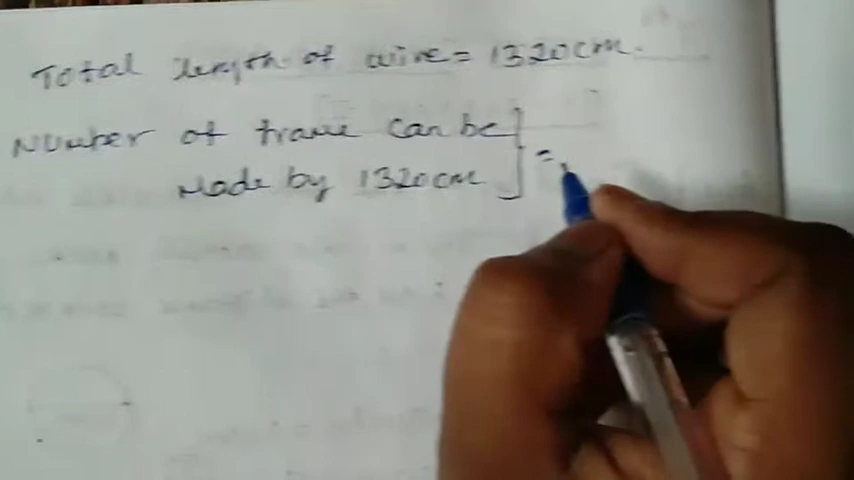 Total length of wire = 1320cm.
Number of frame can be
Made by 1320cm ] =